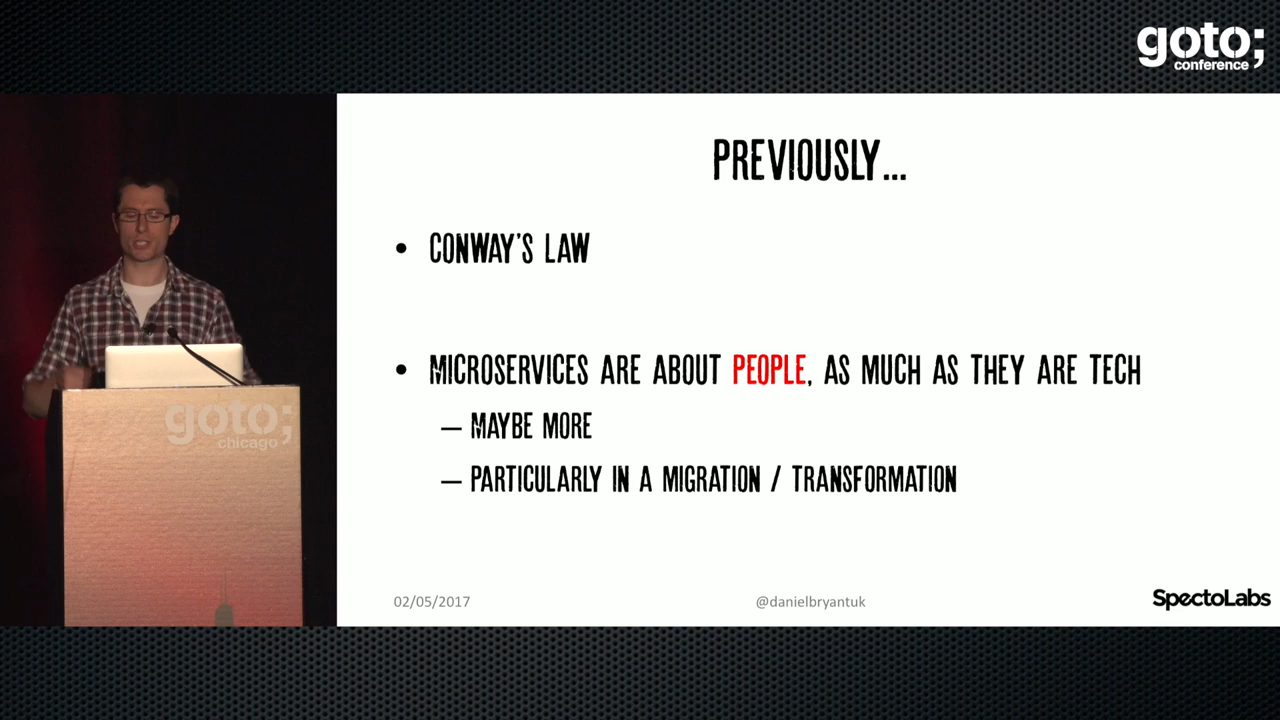 goto;
conference
PREVIOUSLY...
• CONWAY'S LAW
• MICROSERVICES ARE ABOUT PEOPLE, AS MUCH AS THEY ARE TECH
– MAYBE MORE
– PARTICULARLY IN A MIGRATION / TRANSFORMATION
goto;
chicago
02/05/2017
@danielbryantuk
SpectoLabs